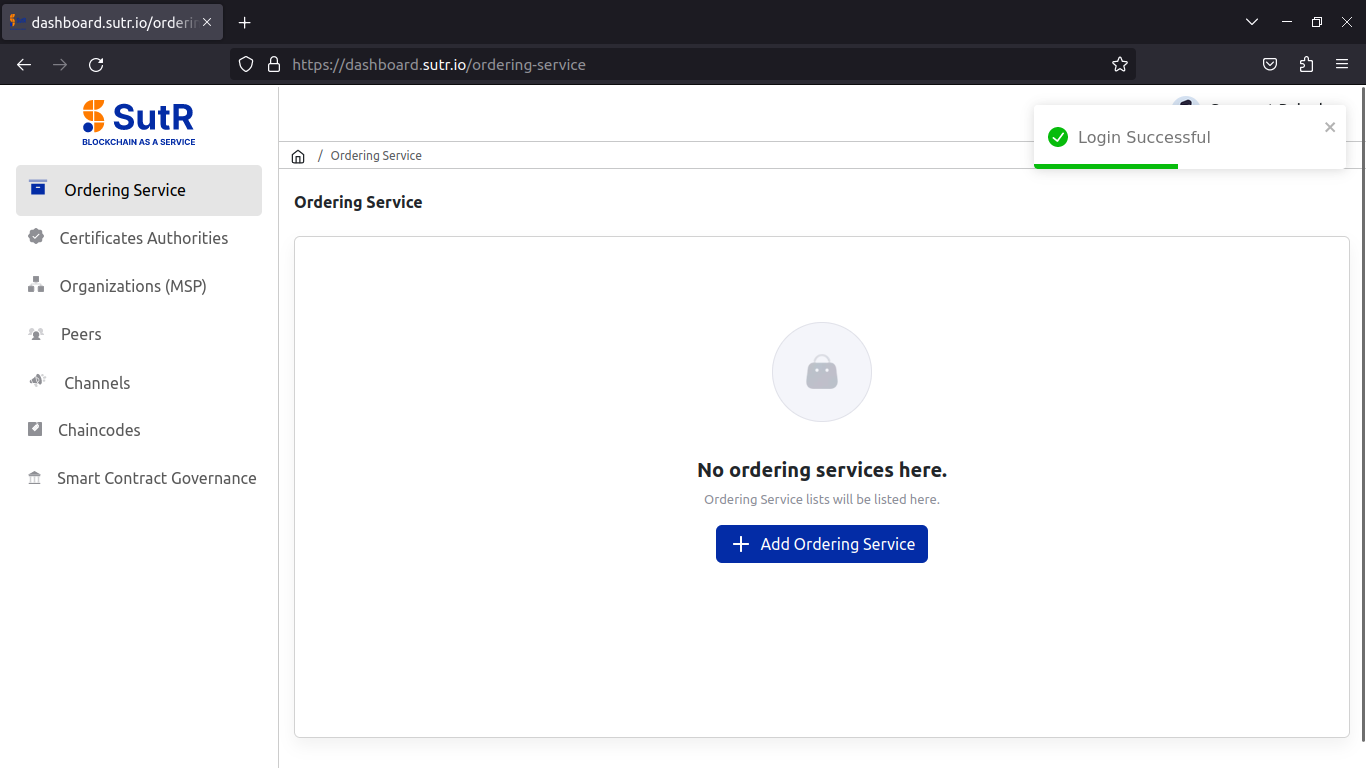 dashboard.sutr.io/orderin
https://dashboard.sutr.io/ordering-service
SutR
BLOCKCHAIN AS A SERVICE
Login Successful
/ Ordering Service
Ordering Service
Certificates Authorities
Organizations (MSP)
Peers
Channels
Chaincodes
Smart Contract Governance
Ordering Service
No ordering services here.
Ordering Service lists will be listed here.
Add Ordering Service